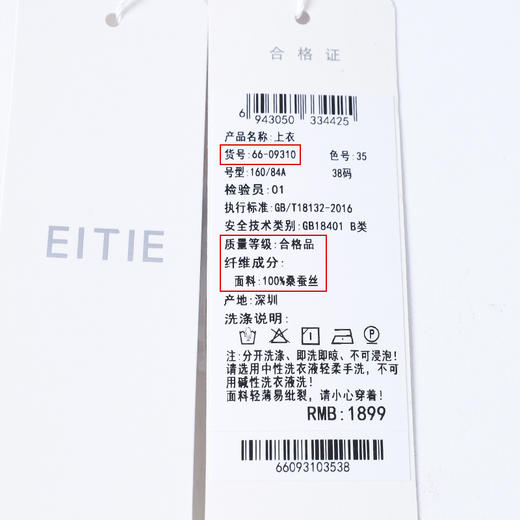 EITIE
合格证
6 943050 334425
产品名称:上衣
货号:66-09310 色号:35
号型:160/84A 38码
检验员:01
执行标准:GB/T18132-2016
安全技术类别:GB18401 B类
质量等级:合格品
纤维成分:
面料:100%桑蚕丝
产地:深圳
洗涤说明:
注:分开洗涤、即洗即晾、不可浸泡!
请选用中性洗衣液轻柔手洗,不可
用碱性洗衣液洗!
面料轻薄易纰裂,请小心穿着!
RMB:1899
66093103538